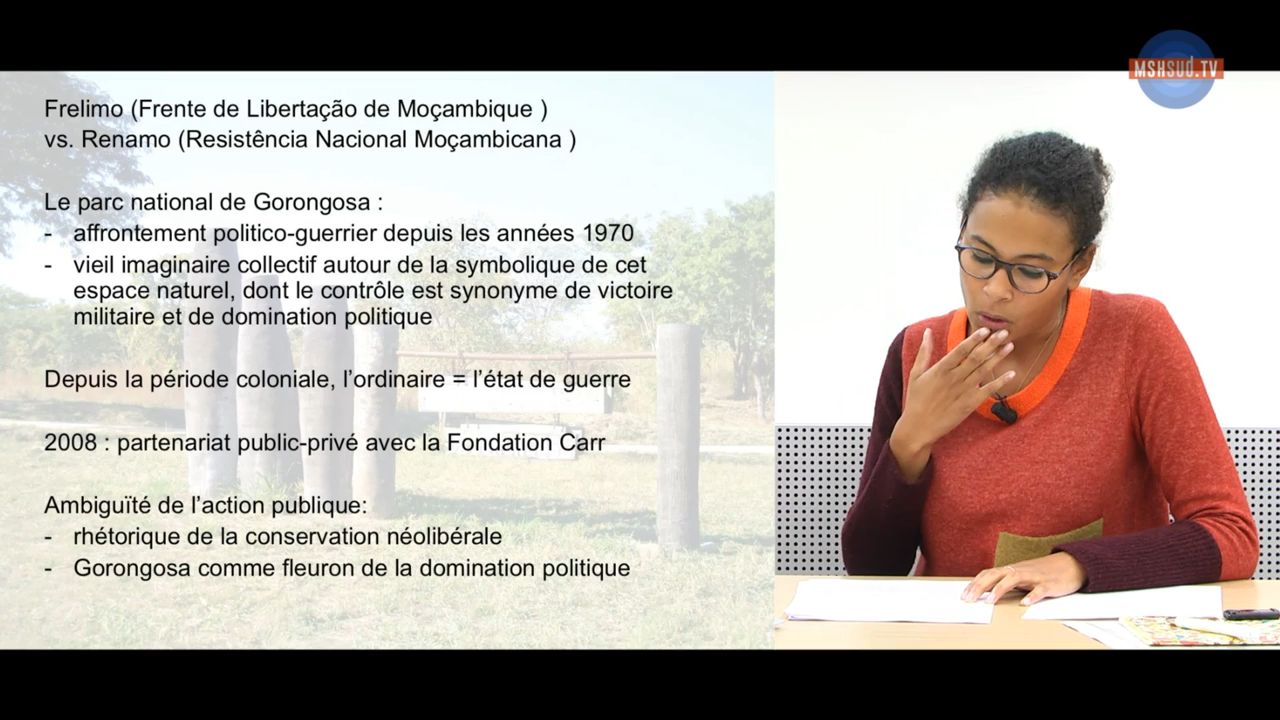 MSHSUD.TV
Frelimo (Frente de Libertação de Moçambique )
vs. Renamo (Resistência Nacional Moçambicana )
Le parc national de Gorongosa :
- affrontement politico-guerrier depuis les années 1970
- vieil imaginaire collectif autour de la symbolique de cet
espace naturel, dont le contrôle est synonyme de victoire
militaire et de domination politique
Depuis la période coloniale, l’ordinaire = l’état de guerre
2008 : partenariat public-privé avec la Fondation Carr
Ambiguïté de l’action publique:
- rhétorique de la conservation néolibérale
- Gorongosa comme fleuron de la domination politique